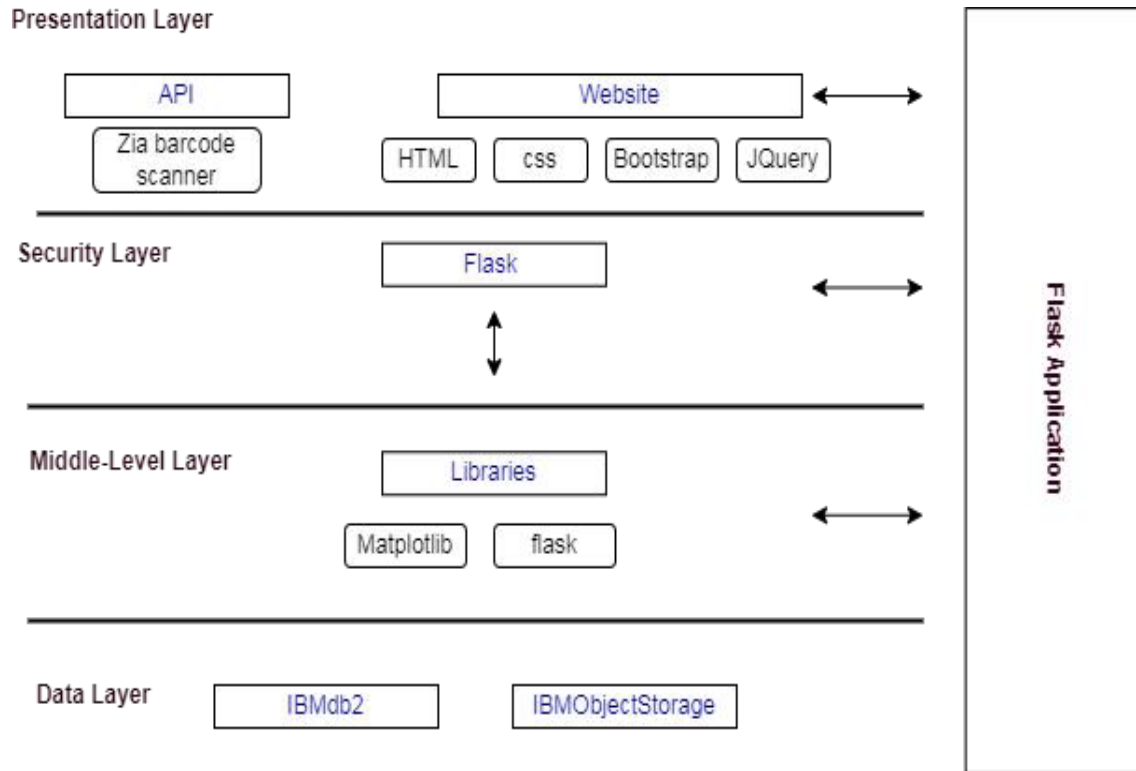 Presentation Layer
API
Website
Zia barcode
scanner
HTML
css
Bootstrap
JQuery
Security Layer
Flask
Middle-Level Layer
Libraries
Matplotlib
flask
Data Layer
IBMdb2
IBMObjectStorage
Flask Application